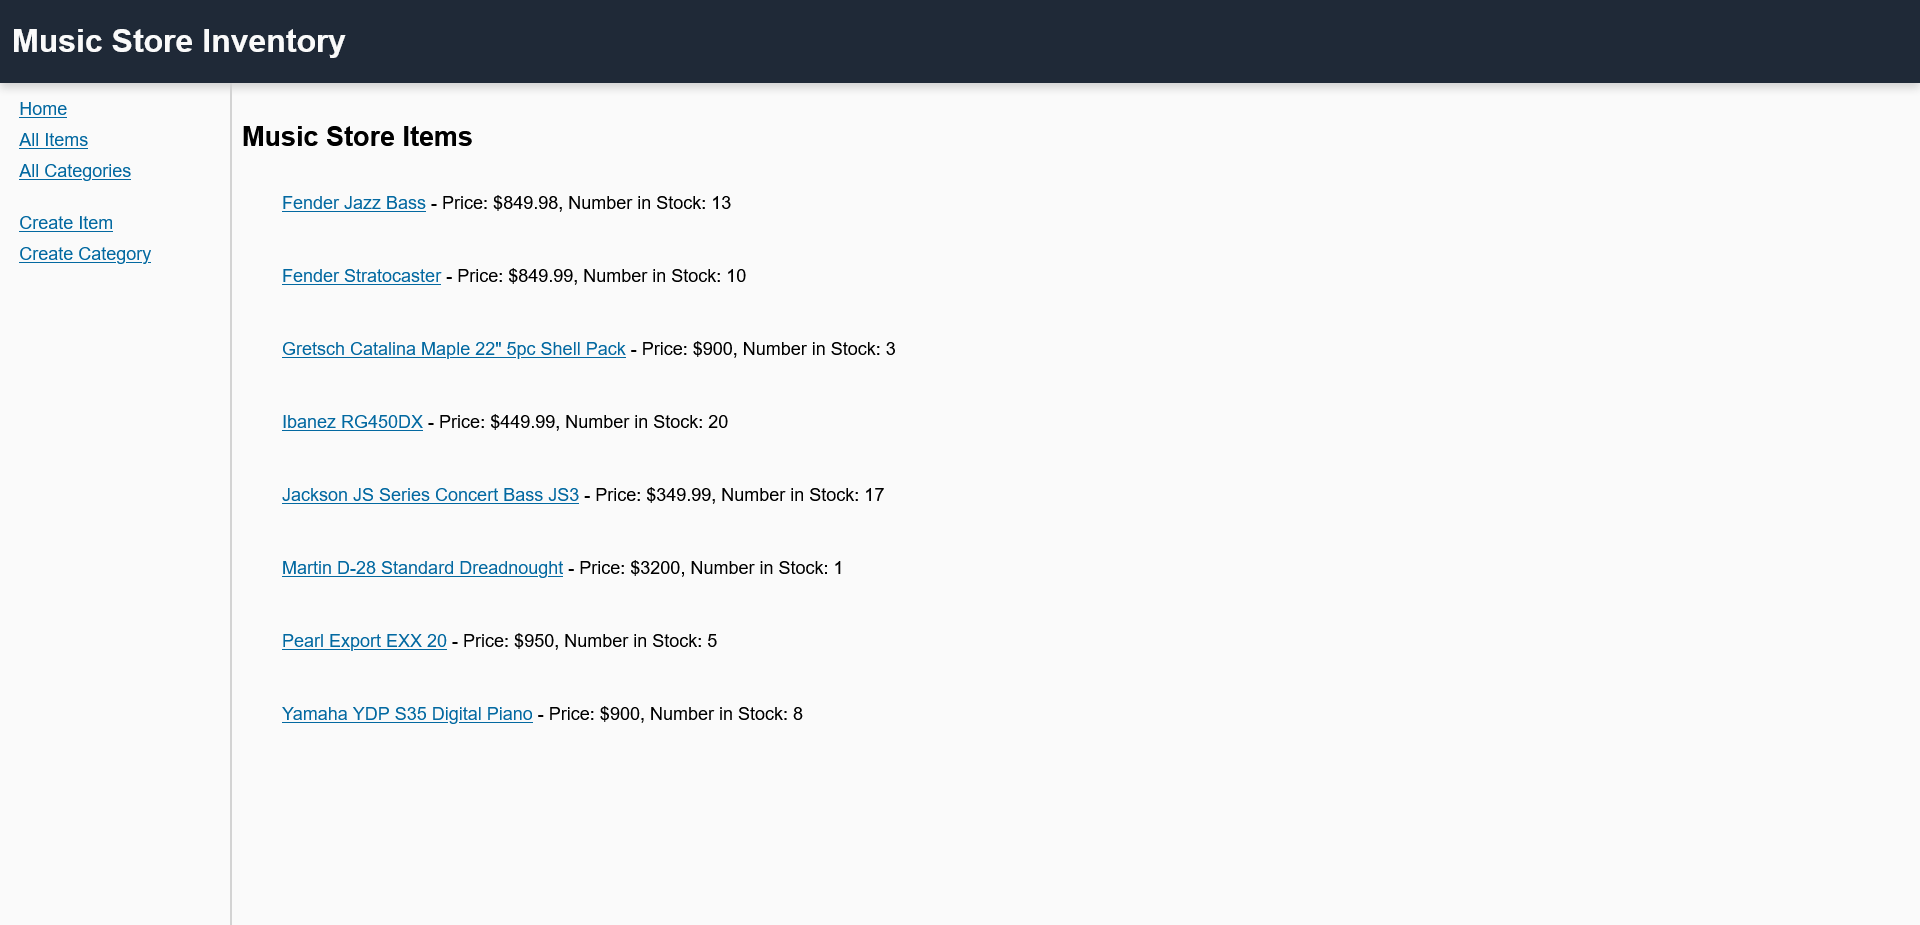 Music Store Inventory
Home
All Items
All Categories
Create Item
Create Category
Music Store Items
Fender Jazz Bass - Price: $849.98, Number in Stock: 13
Fender Stratocaster - Price: $849.99, Number in Stock: 10
Gretsch Catalina Maple 22" 5pc Shell Pack - Price: $900, Number in Stock: 3
Ibanez RG450DX - Price: $449.99, Number in Stock: 20
Jackson JS Series Concert Bass JS3 - Price: $349.99, Number in Stock: 17
Martin D-28 Standard Dreadnought - Price: $3200, Number in Stock: 1
Pearl Export EXX 20 - Price: $950, Number in Stock: 5
Yamaha YDP S35 Digital Piano - Price: $900, Number in Stock: 8